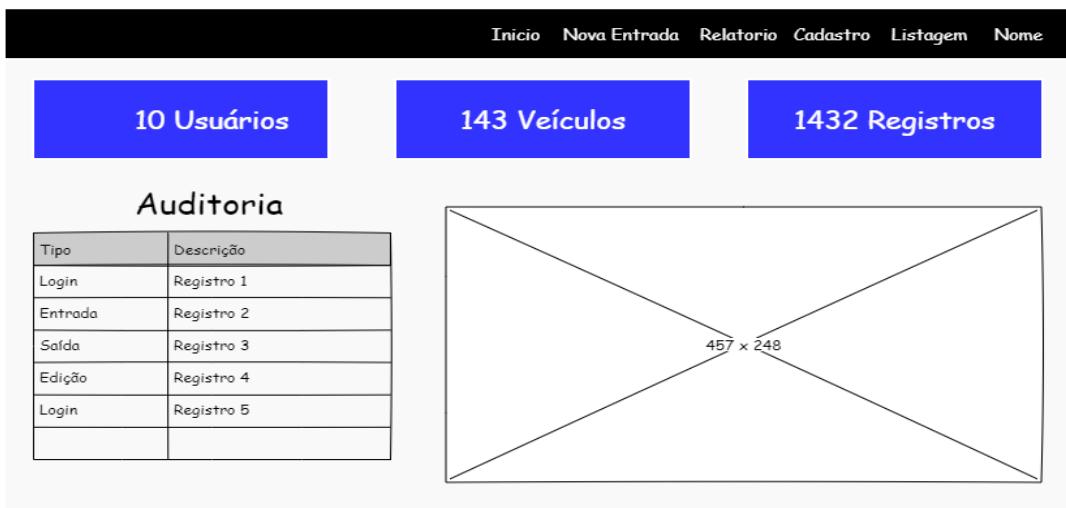 Inicio Nova Entrada Relatorio Cadastro Listagem Nome
10 Usuários 143 Veículos 1432 Registros
Auditoria
Tipo Descrição
Login Registro 1
Entrada Registro 2
Saída Registro 3
Edição Registro 4
Login Registro 5
457 x 248